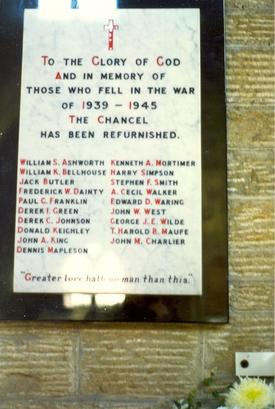 To the Glory of God
And in memory of
those who fell in the war
of 1939 – 1945
The Chancel
has been refurnished.
William S. Ashworth
William K. Bellhouse
Jack Butler
Frederick W. Dainty
Paul G. Franklin
Derek I. Green
Derek C. Johnson
Donald Keighley
John A. King
Dennis Mapleson
Kenneth A. Mortimer
Harry Simpson
Stephen F. Smith
A. Cecil Walker
Edward D. Waring
John W. West
George J. E. Wilde
T. Harold B. Maufe
John M. Charlier
"Greater love hath no man than this."